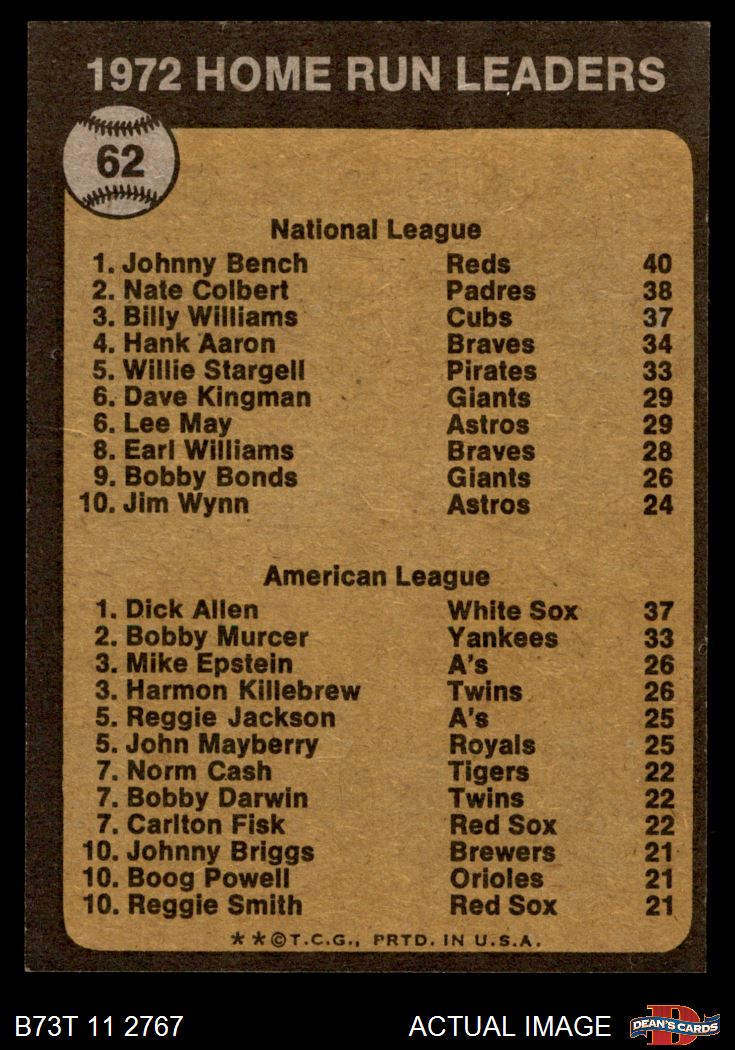 1972 HOME RUN LEADERS
62
National League
1. Johnny Bench Reds 40
2. Nate Colbert Padres 38
3. Billy Williams Cubs 37
4. Hank Aaron Braves 34
5. Willie Stargell Pirates 33
6. Dave Kingman Giants 29
6. Lee May Astros 29
8. Earl Williams Braves 28
9. Bobby Bonds Giants 26
10. Jim Wynn Astros 24
American League
1. Dick Allen White Sox 37
2. Bobby Murcer Yankees 33
3. Mike Epstein A's 26
3. Harmon Killebrew Twins 26
5. Reggie Jackson A's 25
5. John Mayberry Royals 25
7. Norm Cash Tigers 22
7. Bobby Darwin Twins 22
7. Carlton Fisk Red Sox 22
10. Johnny Briggs Brewers 21
10. Boog Powell Orioles 21
10. Reggie Smith Red Sox 21
* * © T.C.G., PRTD. IN U.S.A.
B73T 11 2767 ACTUAL IMAGE
D
DEAN'S CARDS